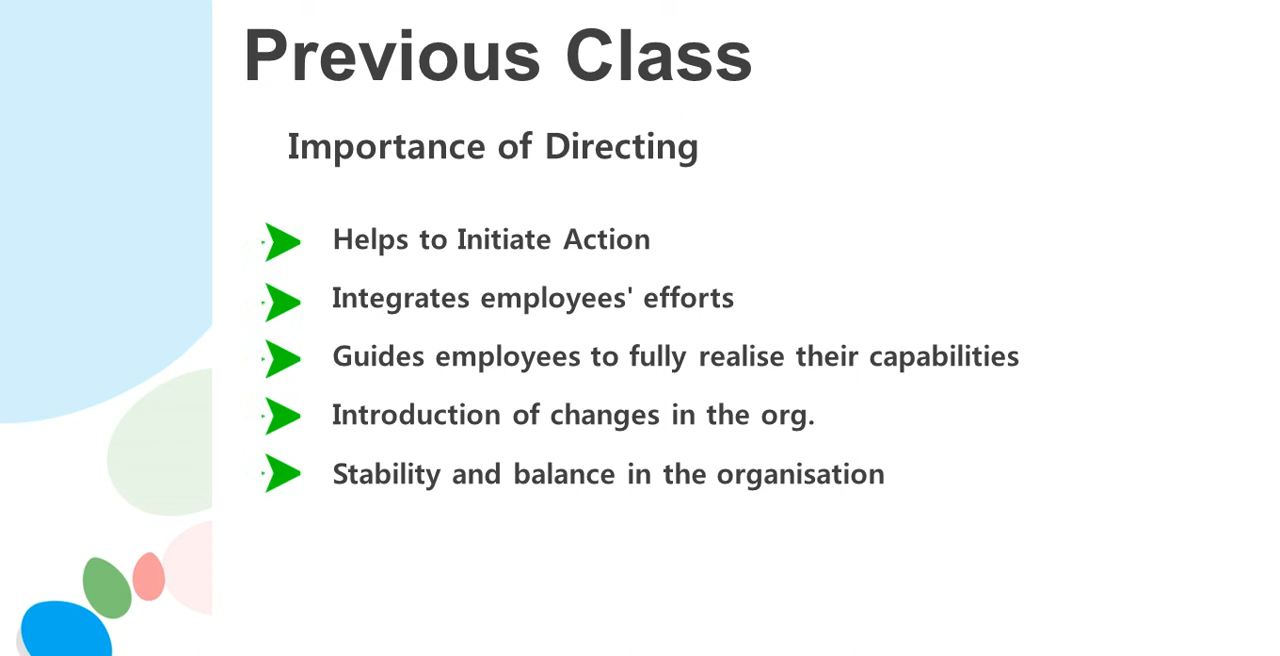 Previous Class
Importance of Directing
Helps to Initiate Action
Integrates employees' efforts
Guides employees to fully realise their capabilities
Introduction of changes in the org.
Stability and balance in the organisation